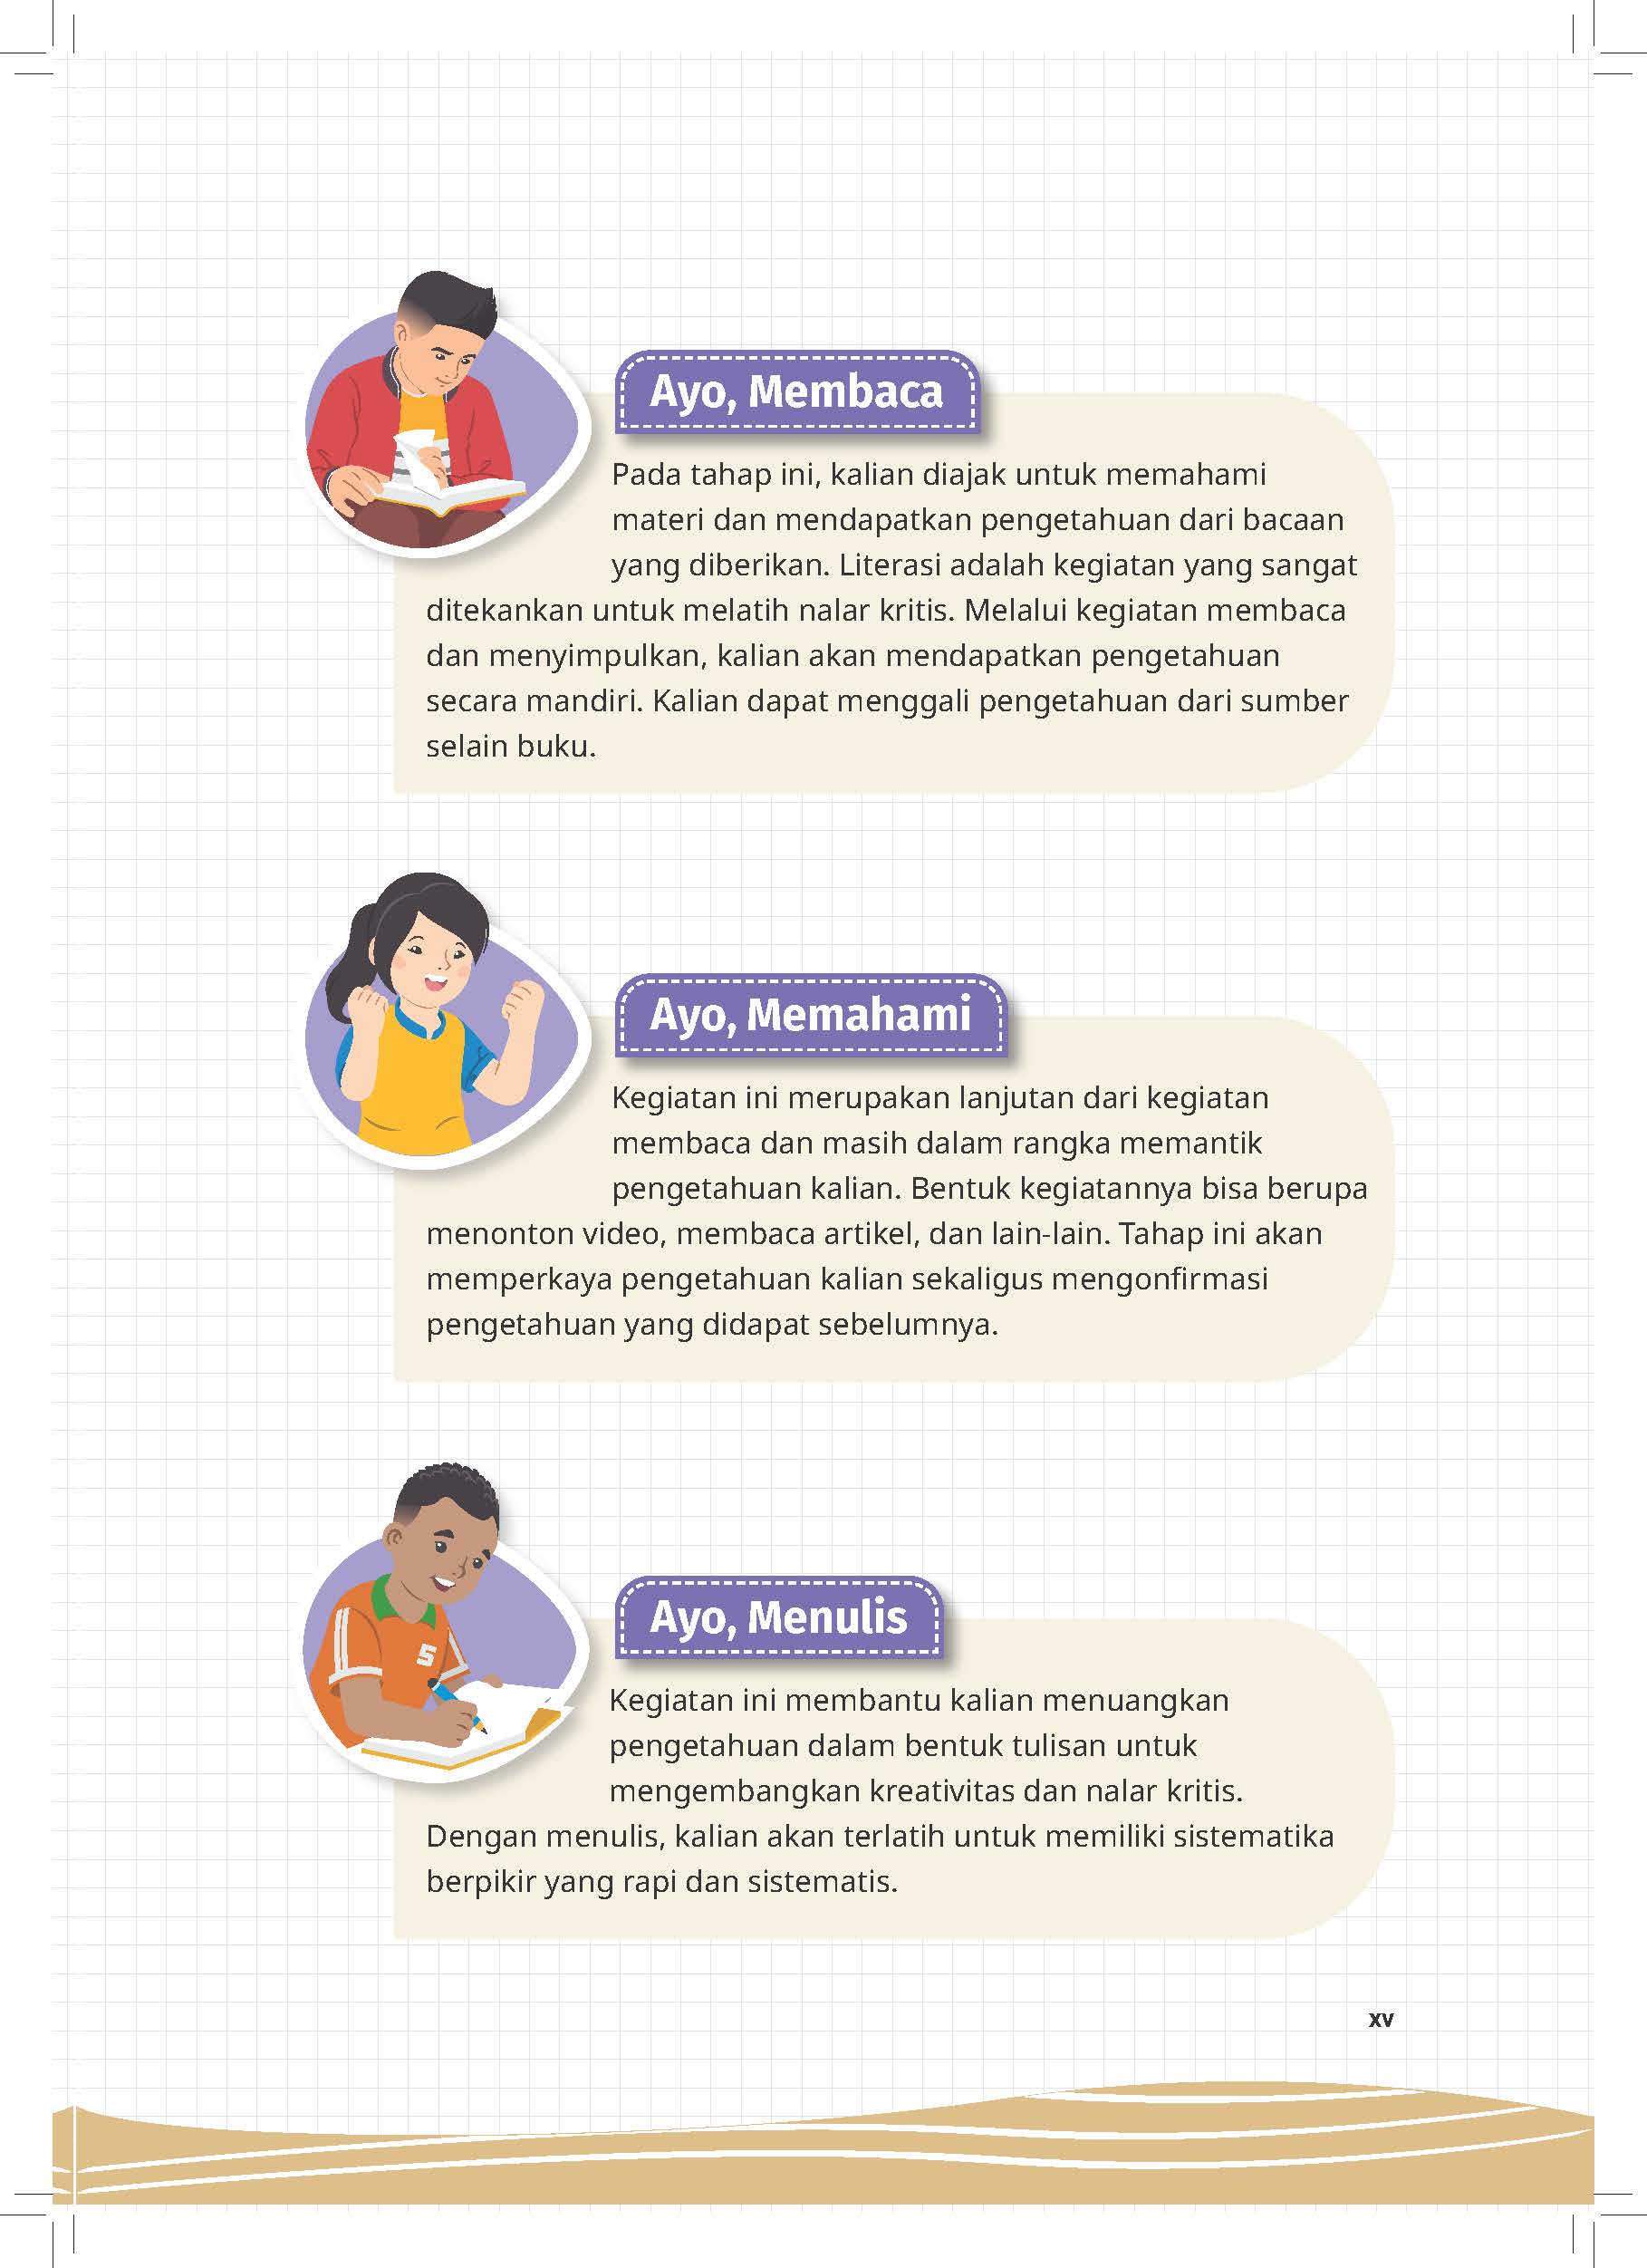 Ayo, Membaca
Pada tahap ini, kalian diajak untuk memahami
materi dan mendapatkan pengetahuan dari bacaan
yang diberikan. Literasi adalah kegiatan yang sangat
ditekankan untuk melatih nalar kritis. Melalui kegiatan membaca
dan menyimpulkan, kalian akan mendapatkan pengetahuan
secara mandiri. Kalian dapat menggali pengetahuan dari sumber
selain buku.
Ayo, Memahami
Kegiatan ini merupakan lanjutan dari kegiatan
membaca dan masih dalam rangka memantik
pengetahuan kalian. Bentuk kegiatannya bisa berupa
menonton video, membaca artikel, dan lain-lain. Tahap ini akan
memperkaya pengetahuan kalian sekaligus mengonfirmasi
pengetahuan yang didapat sebelumnya.
Ayo, Menulis
S
Kegiatan ini membantu kalian menuangkan
pengetahuan dalam bentuk tulisan untuk
mengembangkan kreativitas dan nalar kritis.
Dengan menulis, kalian akan terlatih untuk memiliki sistematika
berpikir yang rapi dan sistematis.
xv